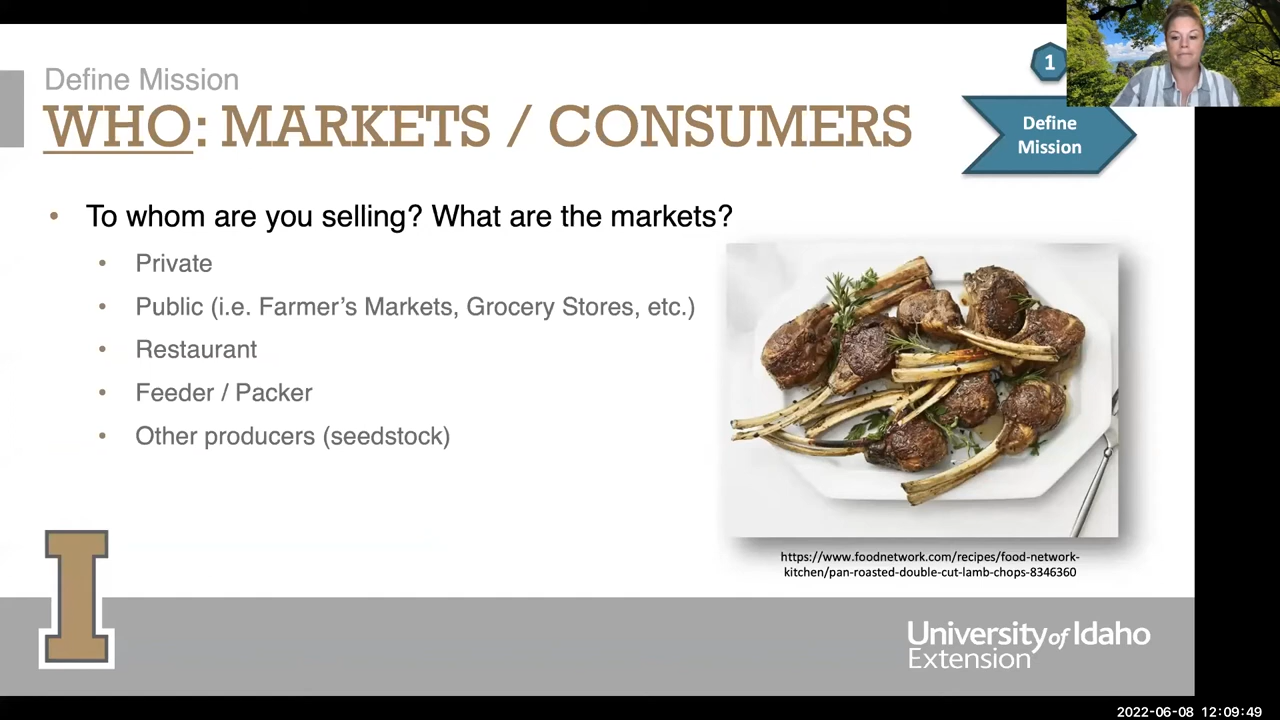 Define Mission
WHO: MARKETS / CONSUMERS
1
Define
Mission
• To whom are you selling? What are the markets?
• Private
• Public (i.e. Farmer’s Markets, Grocery Stores, etc.)
• Restaurant
• Feeder / Packer
• Other producers (seedstock)
https://www.foodnetwork.com/recipes/food-network-
kitchen/pan-roasted-double-cut-lamb-chops-8346360
I
University of Idaho
Extension
2022-06-08 12:09:49